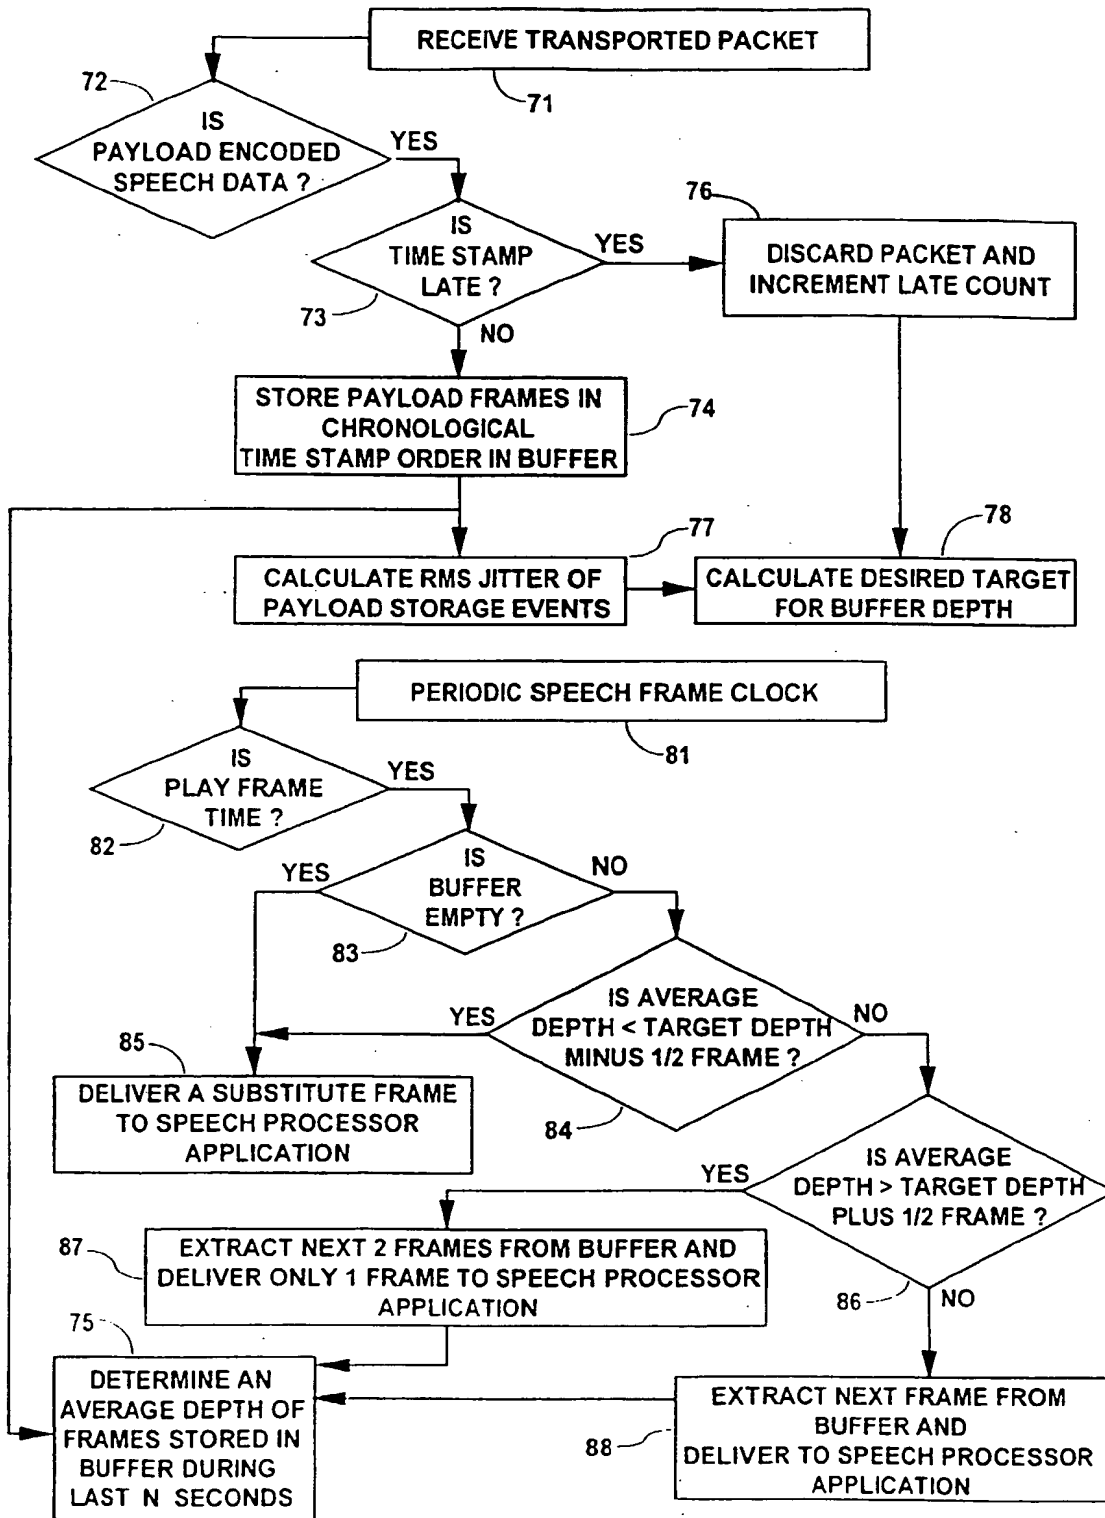 RECEIVE TRANSPORTED PACKET
71
72
IS
PAYLOAD ENCODED
SPEECH DATA ?
YES
IS
TIME STAMP
LATE ?
73
YES
NO
76
DISCARD PACKET AND
INCREMENT LATE COUNT
STORE PAYLOAD FRAMES IN
CHRONOLOGICAL
TIME STAMP ORDER IN BUFFER
74
77
CALCULATE RMS JITTER OF
PAYLOAD STORAGE EVENTS
78
CALCULATE DESIRED TARGET
FOR BUFFER DEPTH
PERIODIC SPEECH FRAME CLOCK
81
IS
PLAY FRAME
TIME ?
82
YES
IS
BUFFER
EMPTY ?
83
YES
NO
IS AVERAGE
DEPTH < TARGET DEPTH
MINUS 1/2 FRAME ?
84
YES
NO
85
DELIVER A SUBSTITUTE FRAME
TO SPEECH PROCESSOR
APPLICATION
IS AVERAGE
DEPTH > TARGET DEPTH
PLUS 1/2 FRAME ?
86
YES
NO
87
EXTRACT NEXT 2 FRAMES FROM BUFFER AND
DELIVER ONLY 1 FRAME TO SPEECH PROCESSOR
APPLICATION
75
DETERMINE AN
AVERAGE DEPTH OF
FRAMES STORED IN
BUFFER DURING
LAST N SECONDS
88
EXTRACT NEXT FRAME FROM
BUFFER AND
DELIVER TO SPEECH PROCESSOR
APPLICATION